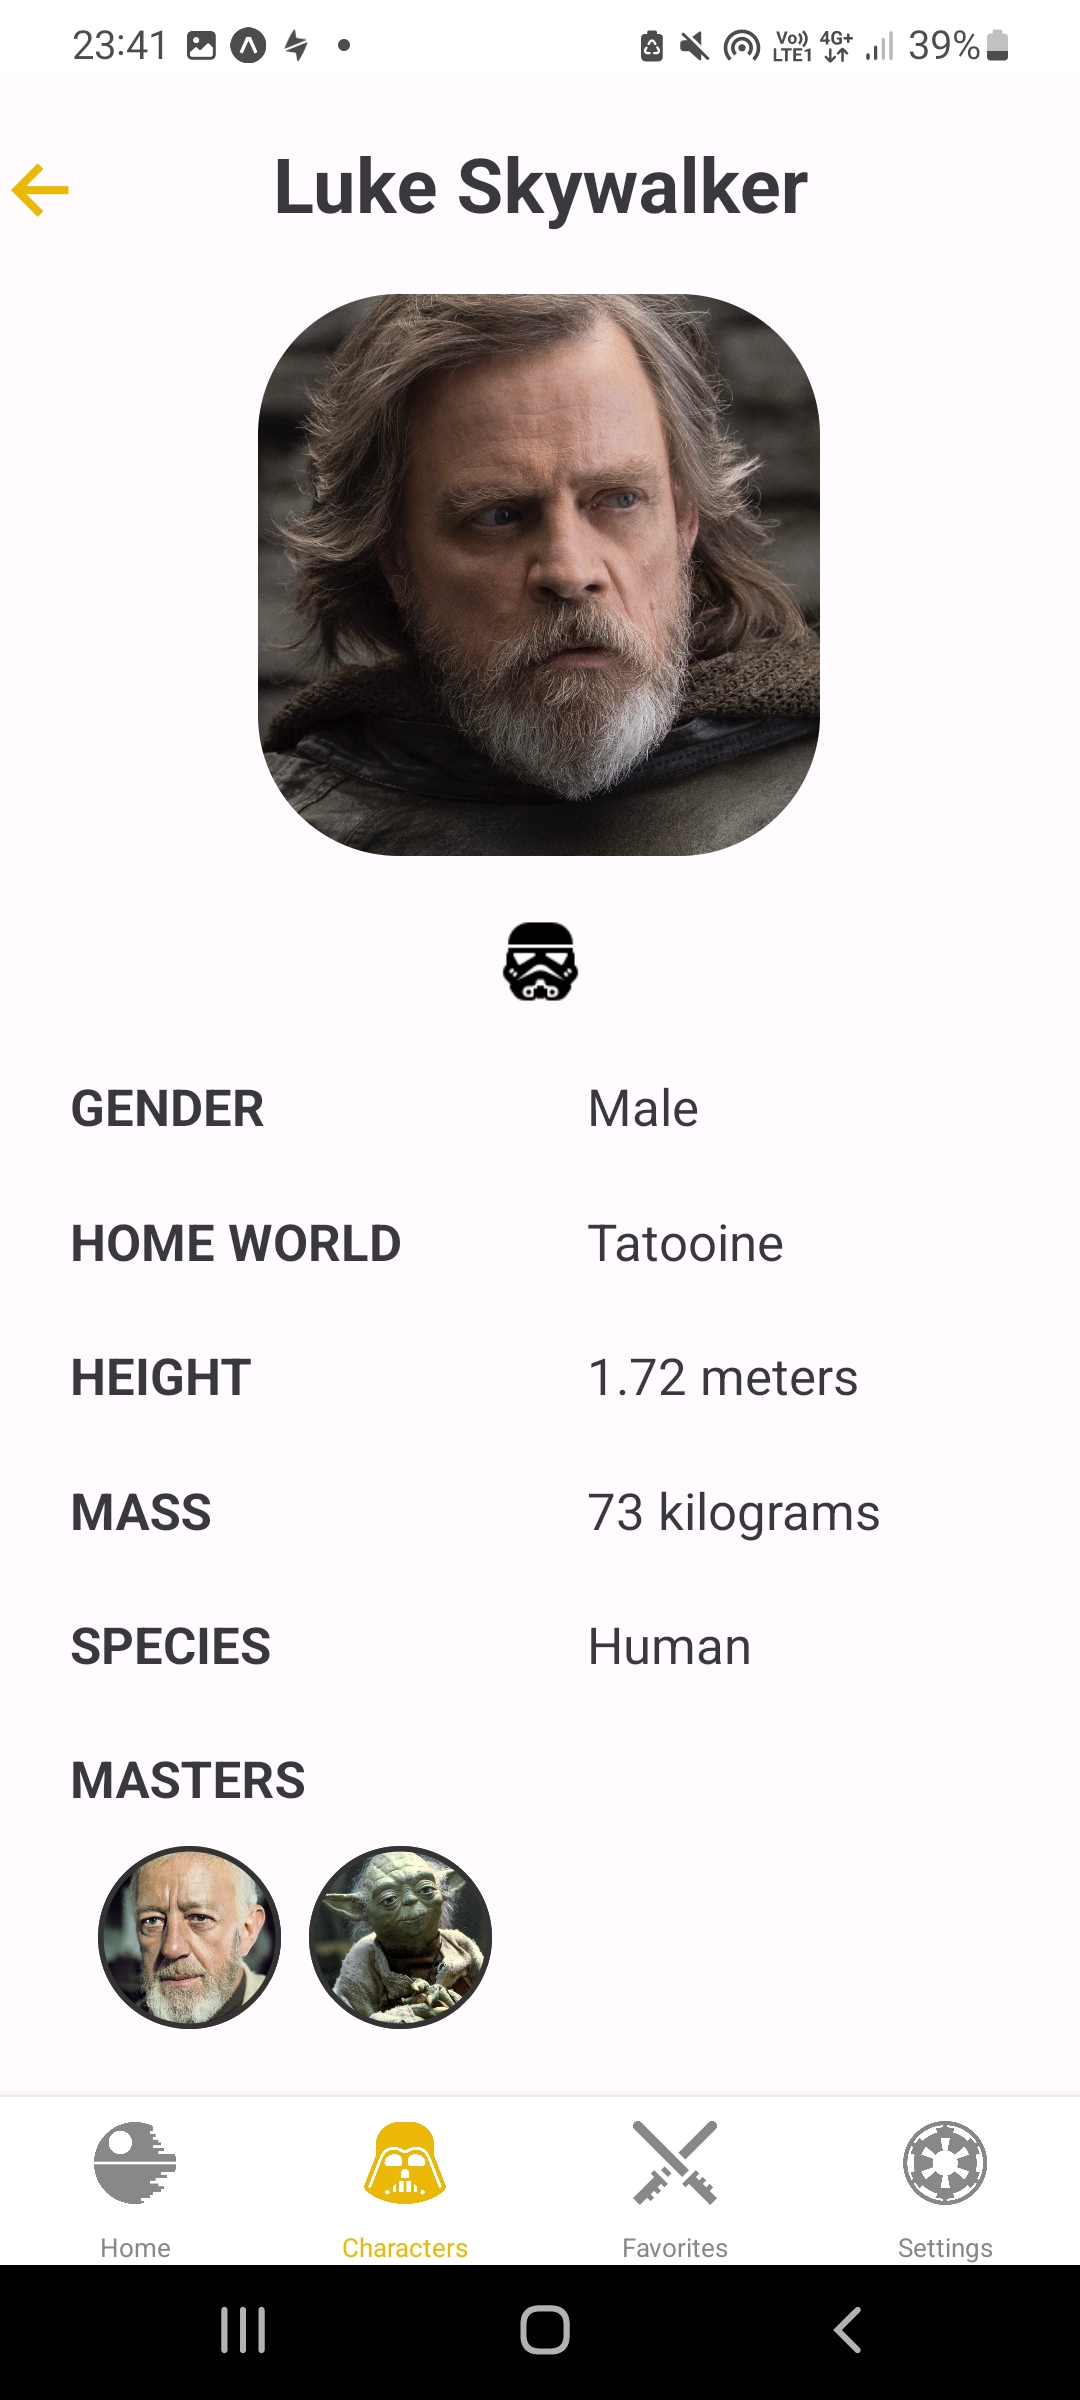 23:41
Vo)) 4G+ 39%
LTE1
Luke Skywalker
GENDER Male
HOME WORLD Tatooine
HEIGHT 1.72 meters
MASS 73 kilograms
SPECIES Human
MASTERS
Home Characters Favorites Settings